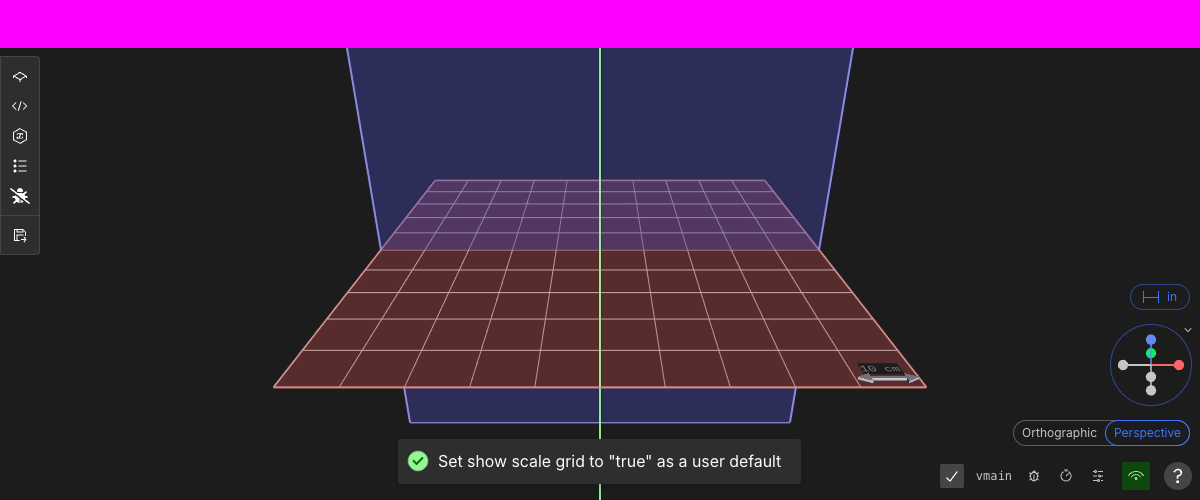 in
10 cm
Orthographic
Perspective
Set show scale grid to "true" as a user default
vmain
?